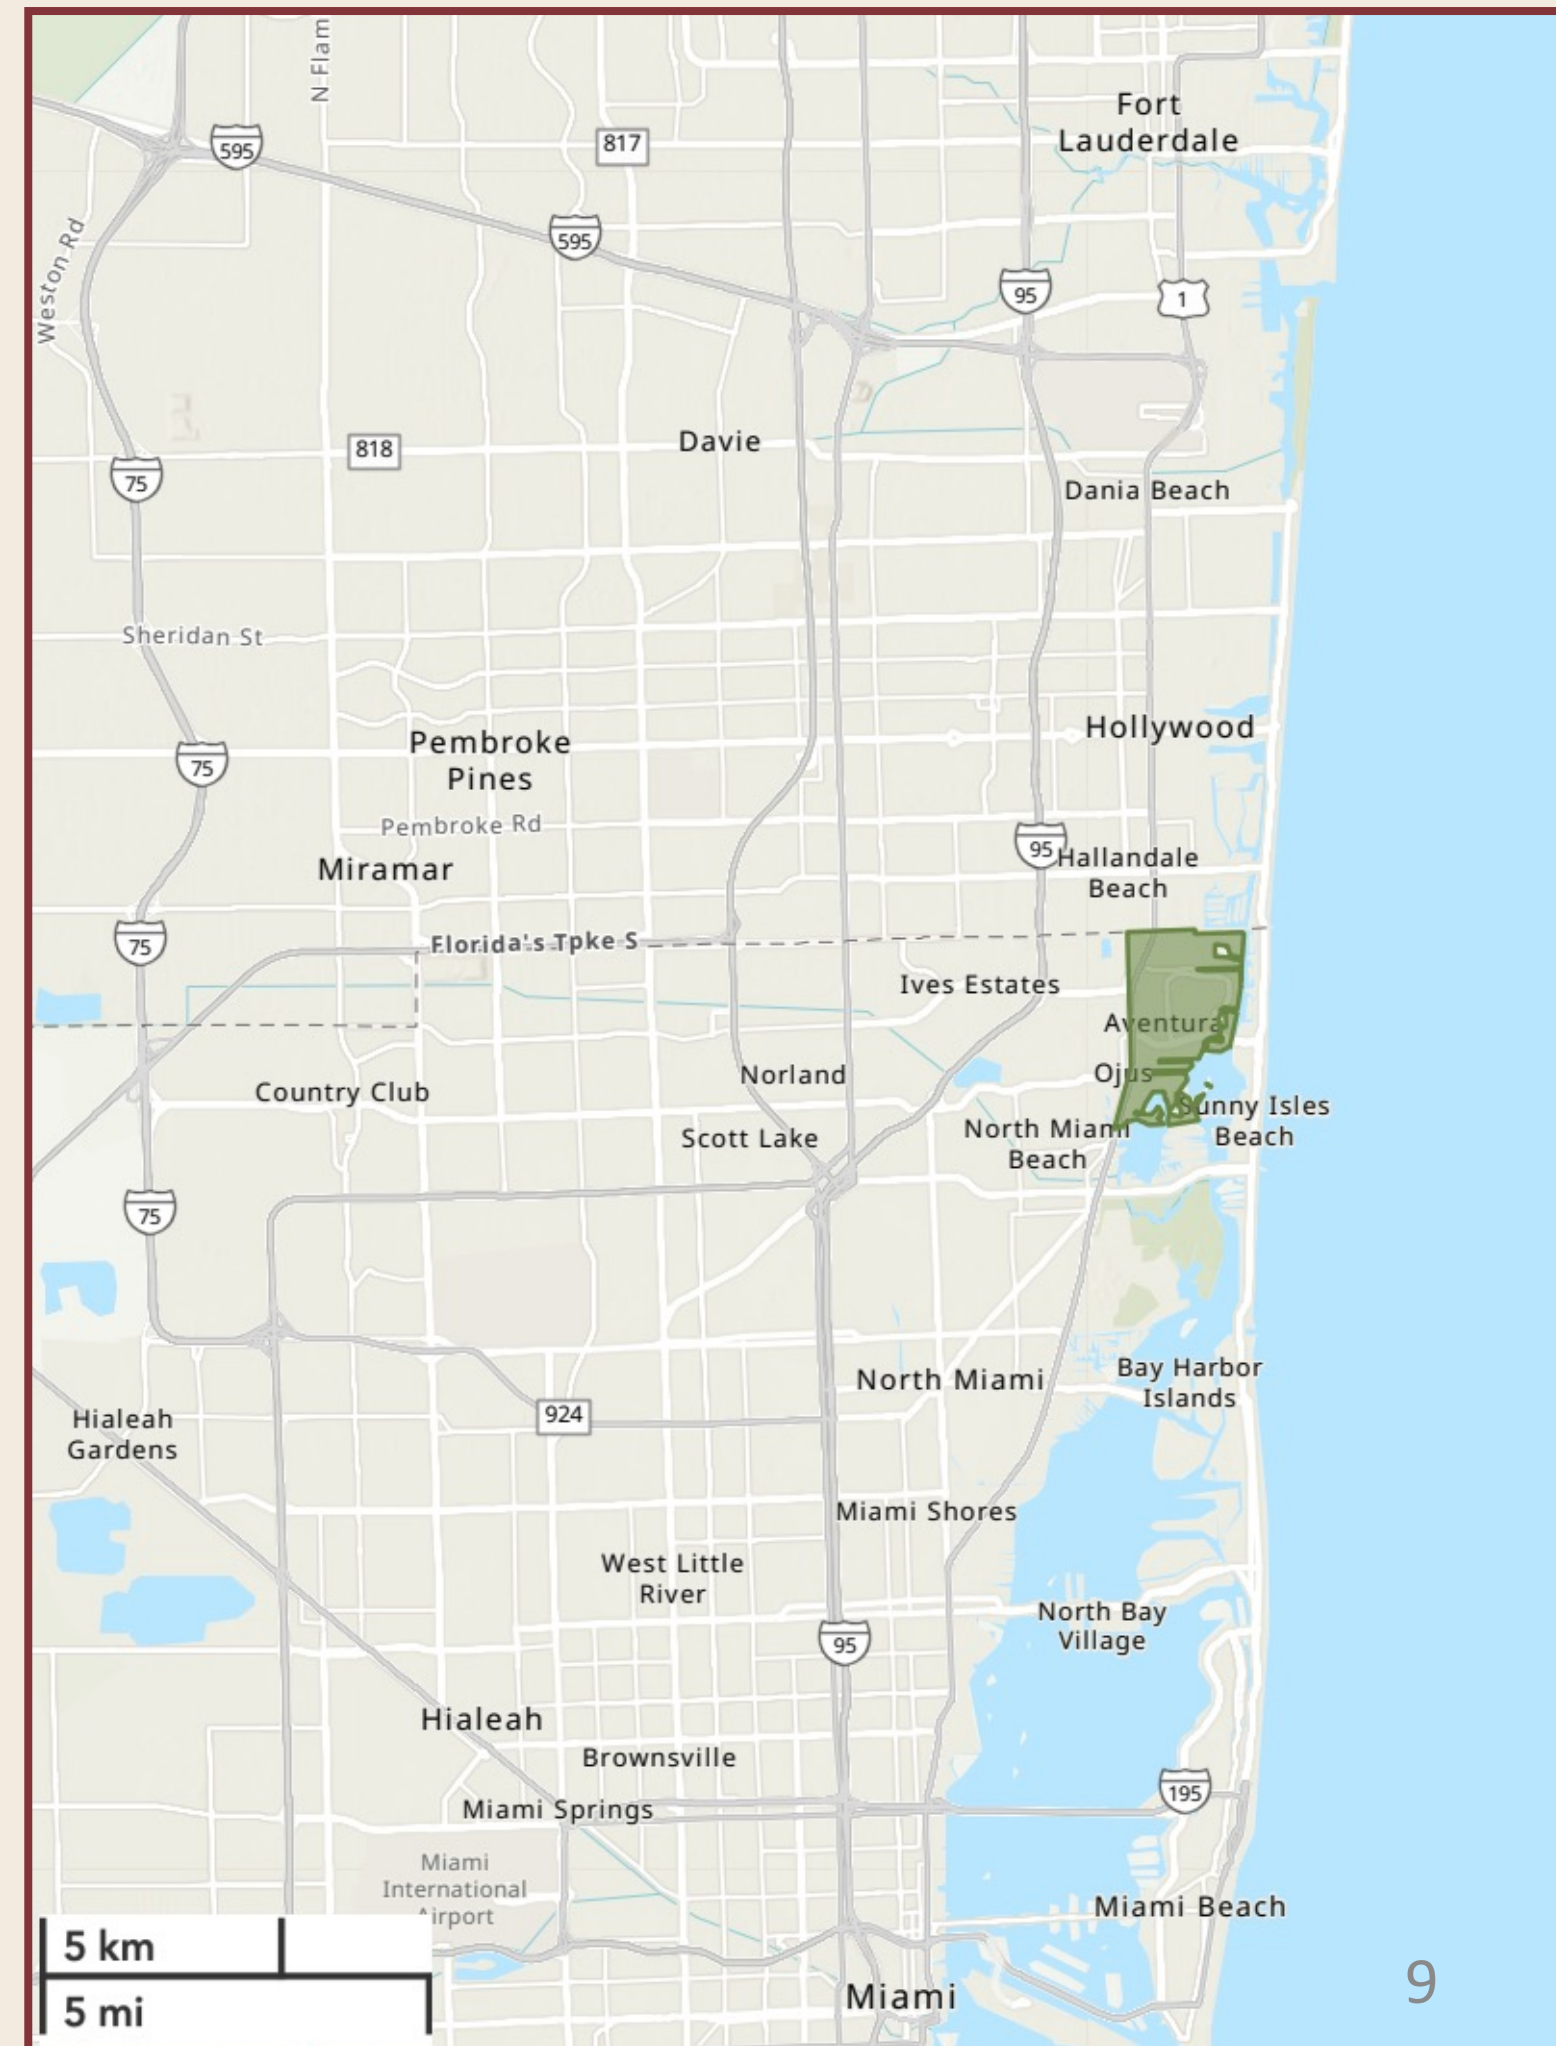 N Flam
Fort
Lauderdale
595
817
Weston Rd
595
95
1
818
Davie
75
Dania Beach
Sheridan St
Hollywood
Pembroke
Pines
75
Pembroke Rd
95
Hallandale
Beach
Miramar
75
Florida's Tpke S
Ives Estates
Aventura
Ojus
Norland
Country Club
Sunny Isles
Beach
Scott Lake
North Miami
Beach
75
North Miami
Bay Harbor
Islands
Hialeah
Gardens
924
Miami Shores
West Little
River
North Bay
Village
95
Hialeah
Brownsville
195
Miami Springs
Miami
International
Airport
Miami Beach
5 km
5 mi
Miami
9